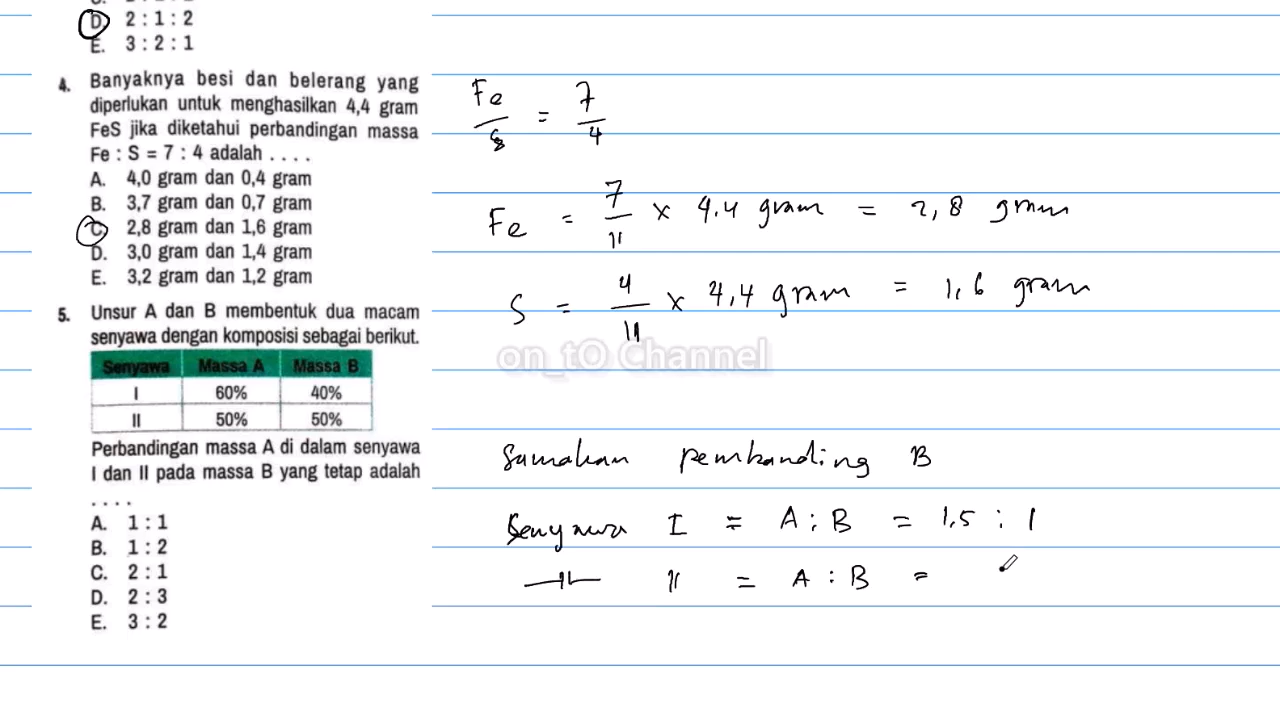 D. 2 : 1 : 2
E. 3 : 2 : 1
4. Banyaknya besi dan belerang yang
diperlukan untuk menghasilkan 4,4 gram
FeS jika diketahui perbandingan massa
Fe : S = 7 : 4 adalah . . . .
A. 4,0 gram dan 0,4 gram
B. 3,7 gram dan 0,7 gram
C. 2,8 gram dan 1,6 gram
D. 3,0 gram dan 1,4 gram
E. 3,2 gram dan 1,2 gram
5. Unsur A dan B membentuk dua macam
senyawa dengan komposisi sebagai berikut.
Senyawa Massa A Massa B
I 60% 40%
II 50% 50%
Perbandingan massa A di dalam senyawa
I dan II pada massa B yang tetap adalah
. . . .
A. 1 : 1
B. 1 : 2
C. 2 : 1
D. 2 : 3
E. 3 : 2
Fe/S = 7/4
Fe = 7/11 × 4,4 gram = 2,8 gram
S = 4/11 × 4,4 gram = 1,6 gram
on_tO Channel
Samakan pembanding B
Senyawa I = A : B = 1,5 : 1
II = A : B =